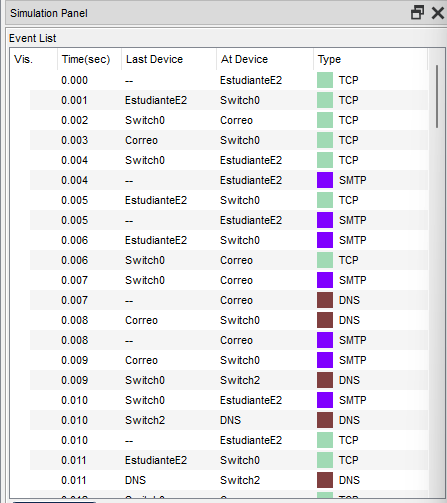 Simulation Panel
Event List
Vis. Time(sec) Last Device At Device Type
0.000 -- EstudianteE2 TCP
0.001 EstudianteE2 Switch0 TCP
0.002 Switch0 Correo TCP
0.003 Correo Switch0 TCP
0.004 Switch0 EstudianteE2 TCP
0.004 -- EstudianteE2 SMTP
0.005 EstudianteE2 Switch0 TCP
0.005 -- EstudianteE2 SMTP
0.006 EstudianteE2 Switch0 SMTP
0.006 Switch0 Correo TCP
0.007 Switch0 Correo SMTP
0.007 -- Correo DNS
0.008 Correo Switch0 DNS
0.008 -- Correo SMTP
0.009 Correo Switch0 SMTP
0.009 Switch0 Switch2 DNS
0.010 Switch0 EstudianteE2 SMTP
0.010 Switch2 DNS DNS
0.010 -- EstudianteE2 TCP
0.011 EstudianteE2 Switch0 TCP
0.011 DNS Switch2 DNS